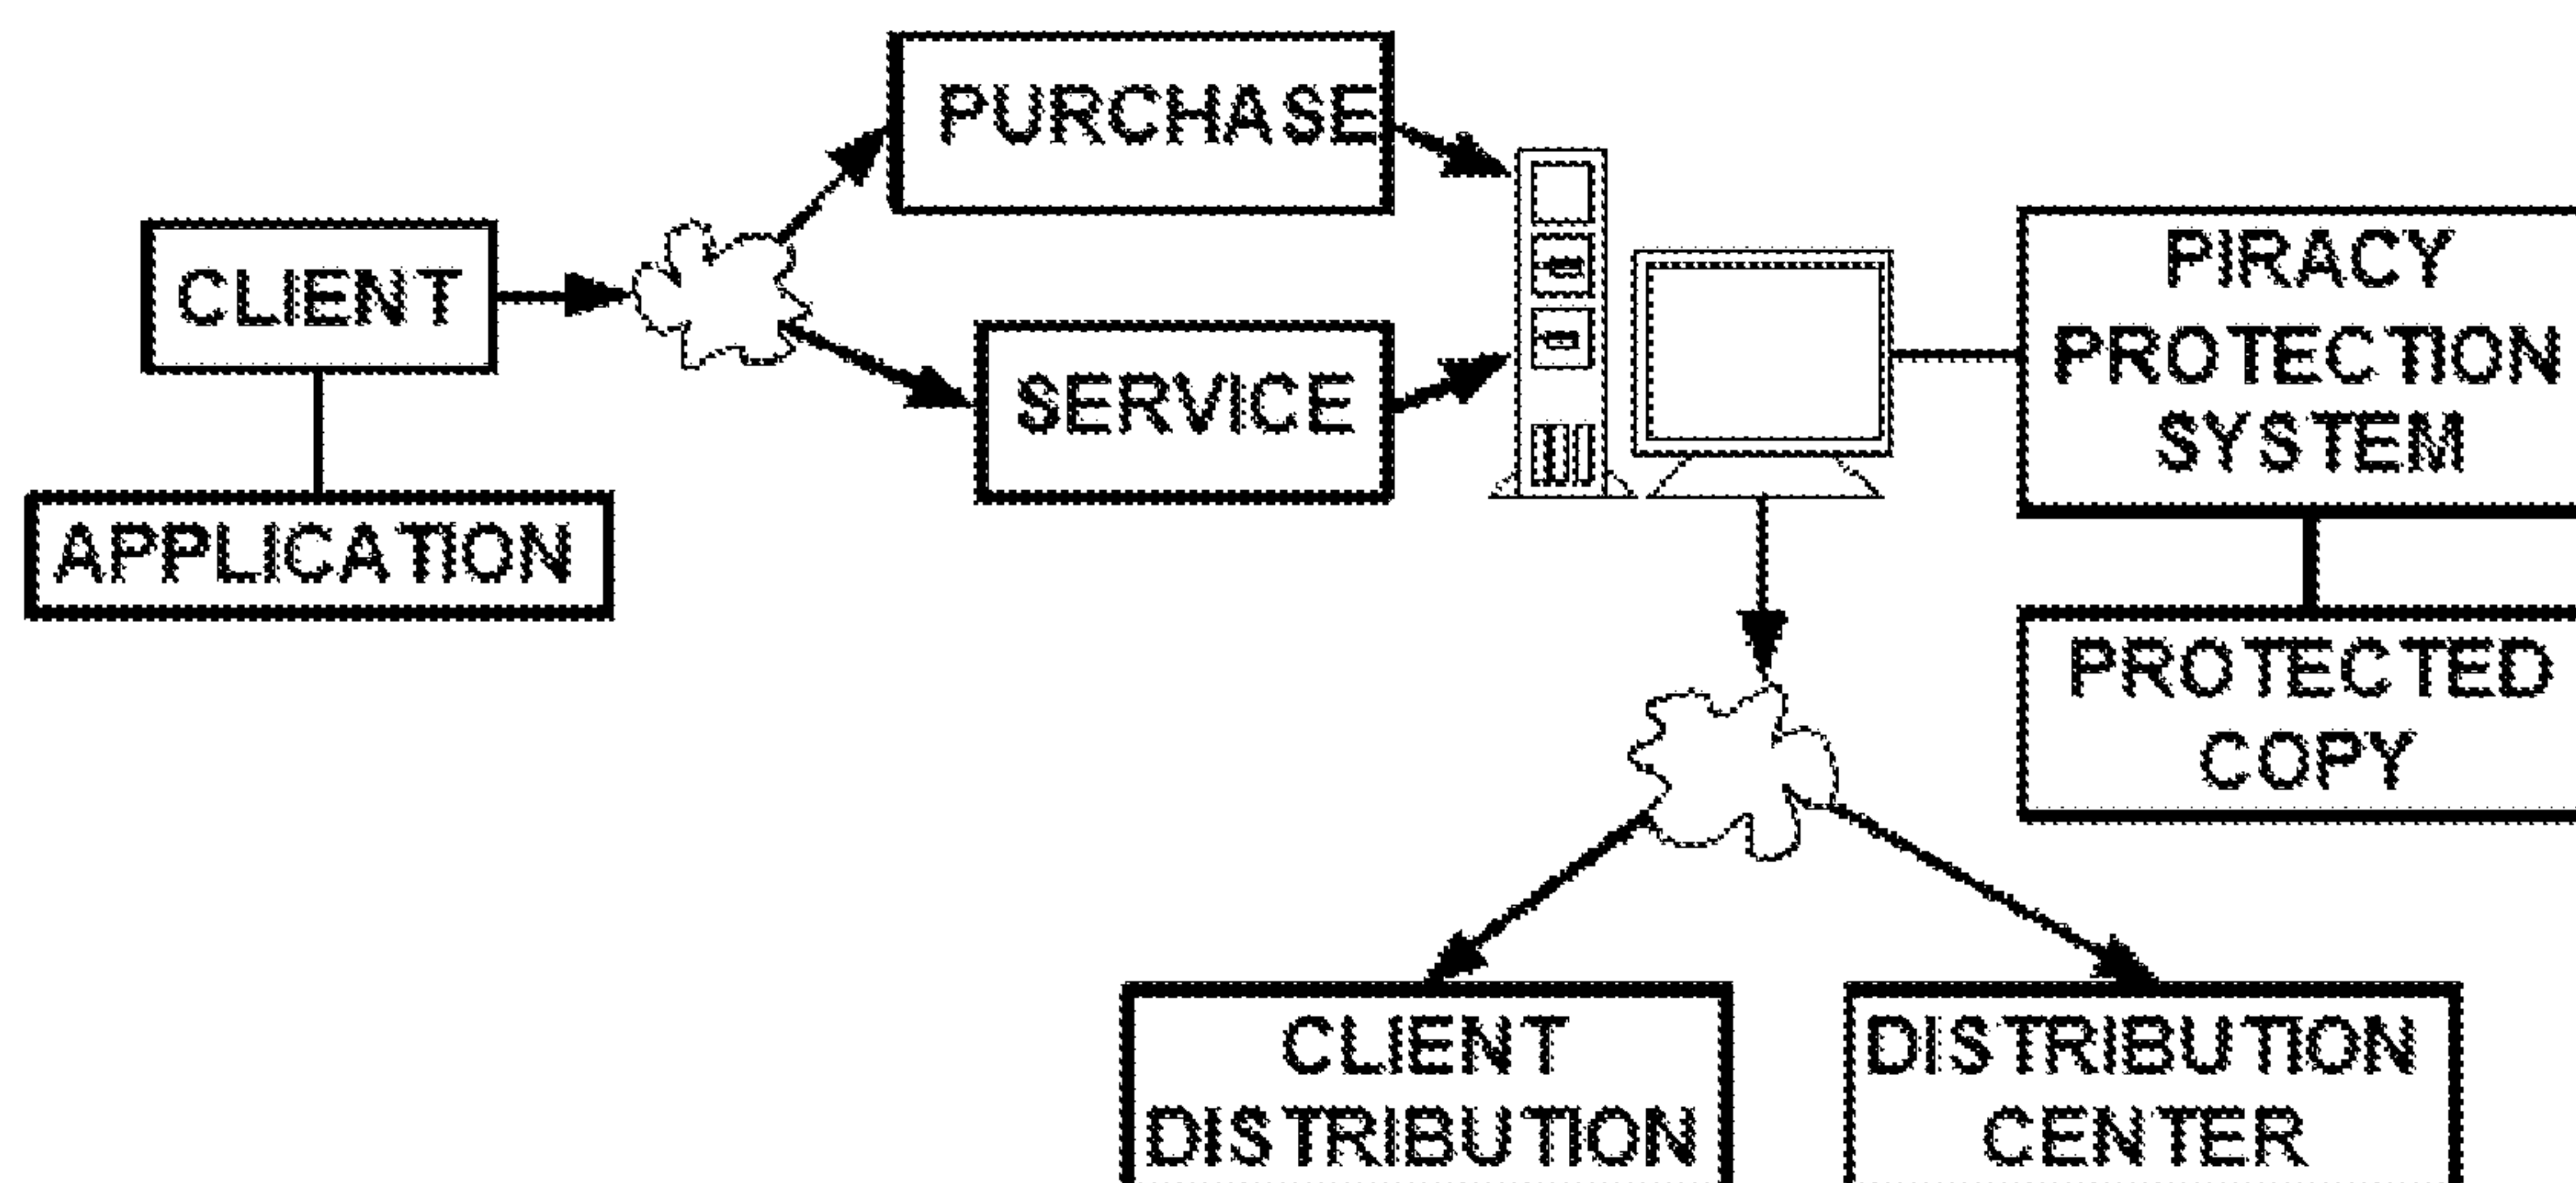 PURCHASE
CLIENT
SERVICE
APPLICATION
PIRACY
PROTECTION
SYSTEM
PROTECTED
COPY
CLIENT
DISTRIBUTION
DISTRIBUTION
CENTER